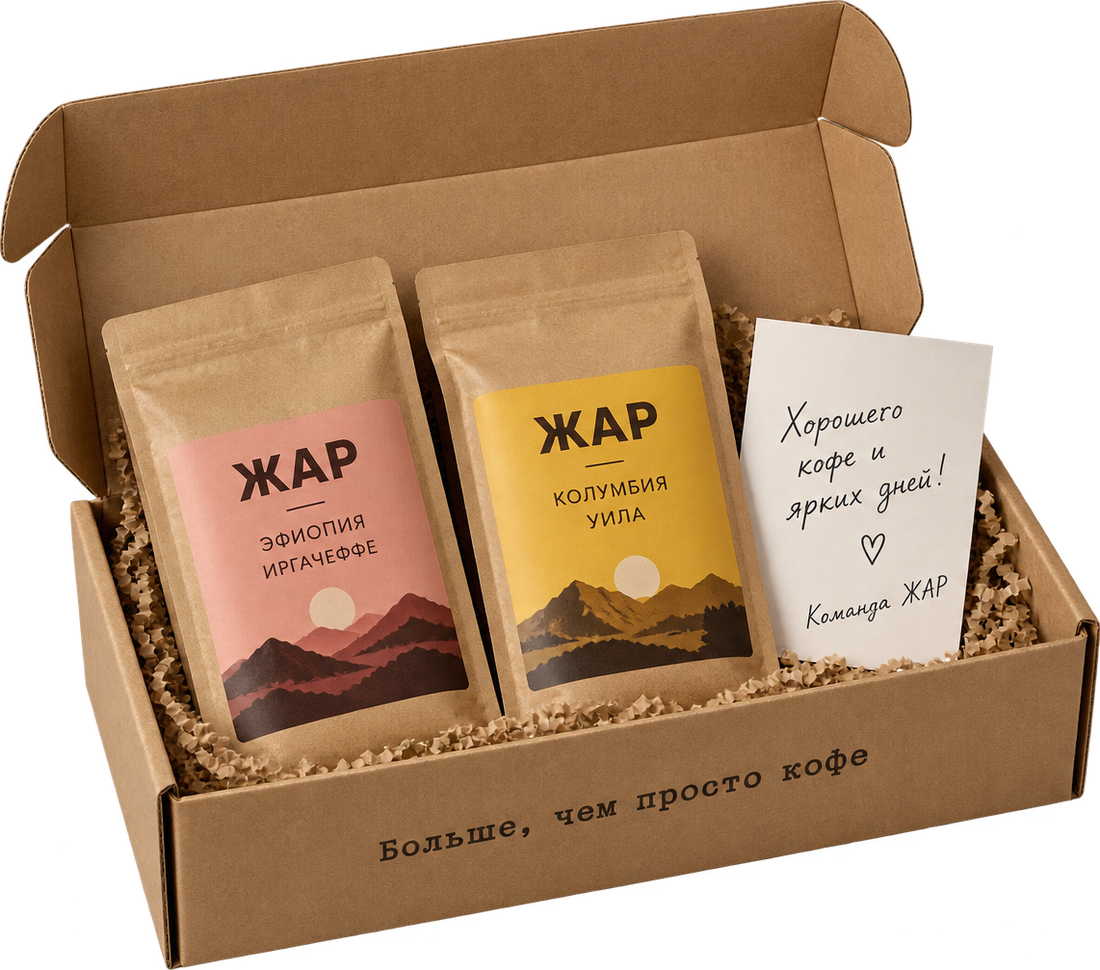 ЖАР
ЭФИОПИЯ
ИРГАЧЕФФЕ
ЖАР
КОЛУМБИЯ
УИЛА
Хорошего
кофе и
ярких дней!
Команда ЖАР
Больше, чем просто кофе